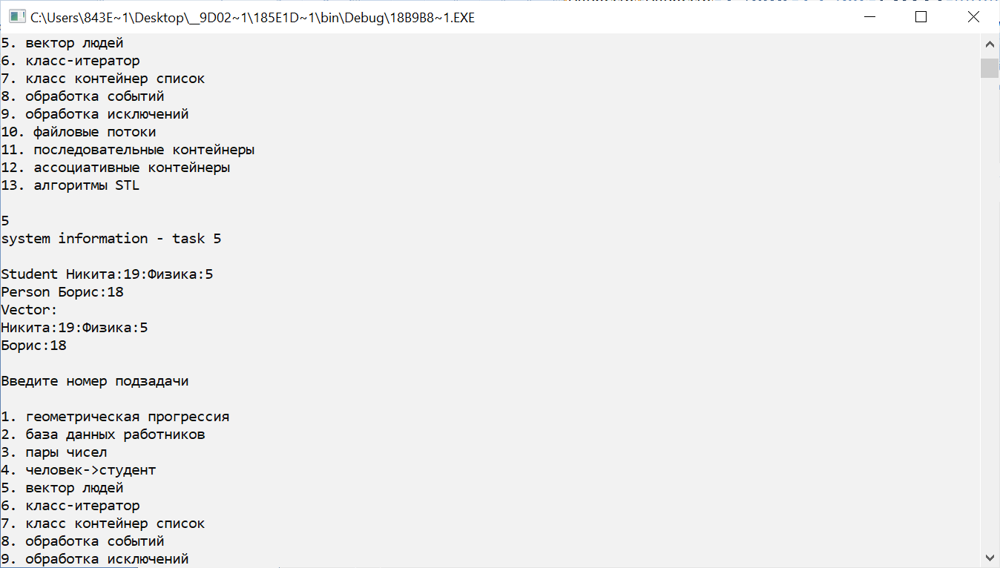 C:\Users\843E~1\Desktop\__9D02~1\185E1D~1\bin\Debug\18B9B8~1.EXE
5. вектор людей
6. класс-итератор
7. класс контейнер список
8. обработка событий
9. обработка исключений
10. файловые потоки
11. последовательные контейнеры
12. ассоциативные контейнеры
13. алгоритмы STL
5
system information - task 5
Student Никита:19:Физика:5
Person Борис:18
Vector:
Никита:19:Физика:5
Борис:18
Введите номер подзадачи
1. геометрическая прогрессия
2. база данных работников
3. пары чисел
4. человек->студент
5. вектор людей
6. класс-итератор
7. класс контейнер список
8. обработка событий
9. обработка исключений